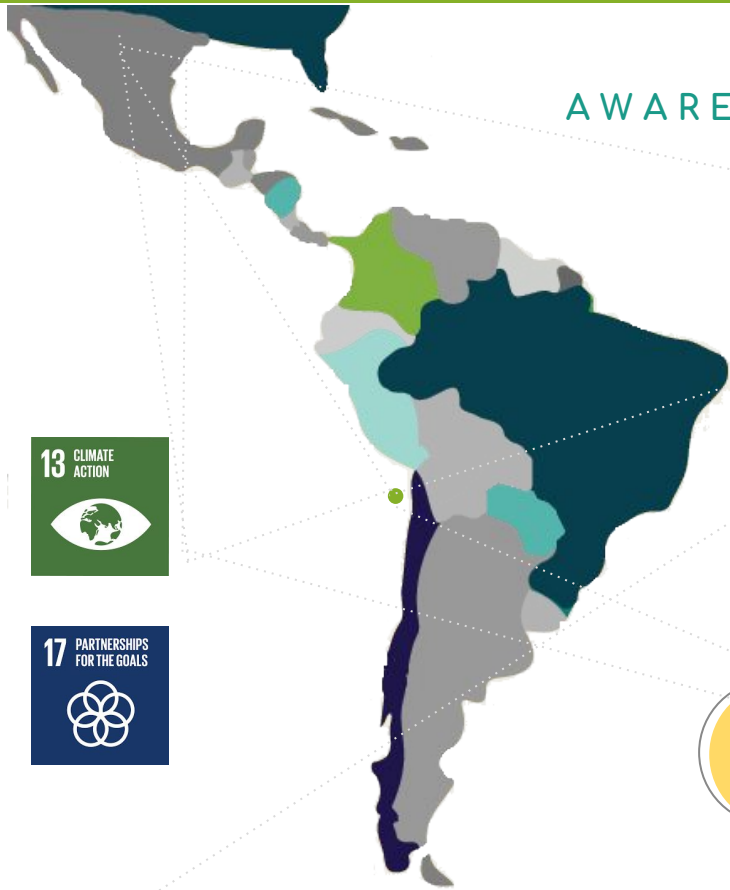 AWARE
13 CLIMATE
ACTION
17 PARTNERSHIPS
FOR THE GOALS